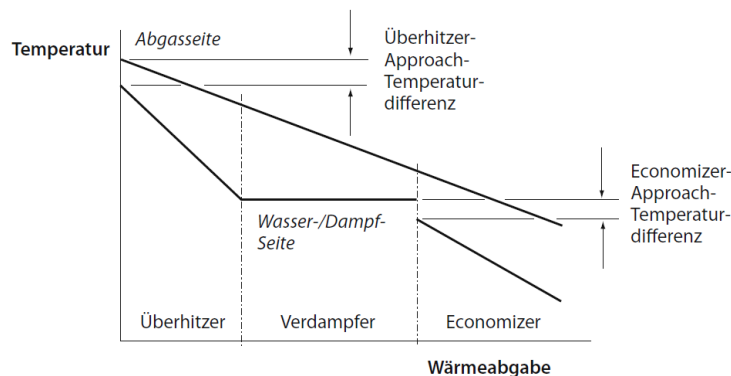 Temperatur
Abgasseite
Überhitzer-
Approach-
Temperatur-
differenz
Economizer-
Approach-
Temperatur-
differenz
Wasser-/Dampf-
Seite
Überhitzer
Verdampfer
Economizer
Wärmeabgabe